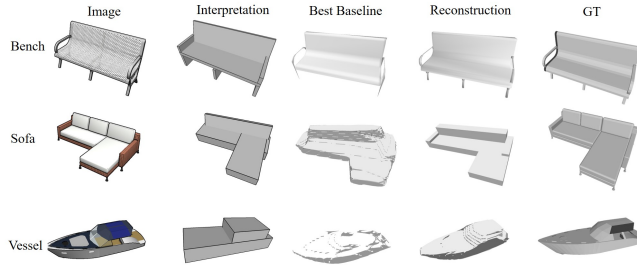 Image Interpretation Best Baseline Reconstruction GT
Bench
Sofa
Vessel